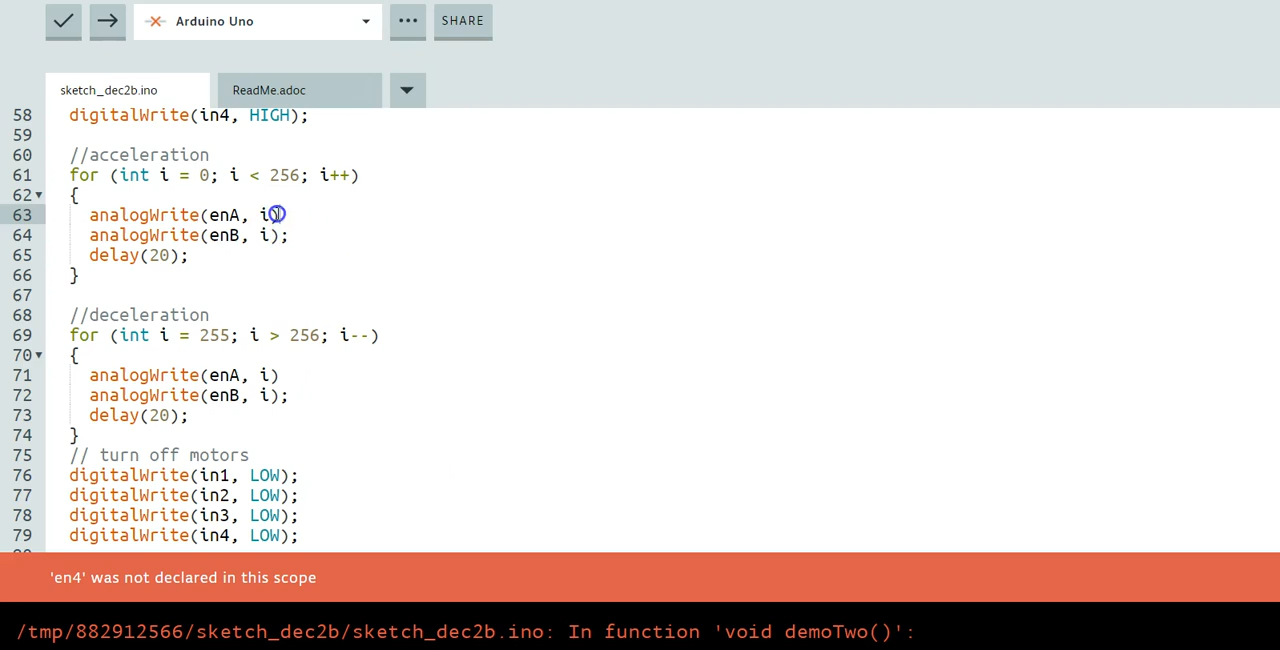 Arduino Uno
SHARE
sketch_dec2b.ino
ReadMe.adoc
58 digitalWrite(in4, HIGH);
59
60 //acceleration
61 for (int i = 0; i < 256; i++)
62 {
63 analogWrite(enA, i)
64 analogWrite(enB, i);
65 delay(20);
66 }
67
68 //deceleration
69 for (int i = 255; i > 256; i--)
70 {
71 analogWrite(enA, i)
72 analogWrite(enB, i);
73 delay(20);
74 }
75 // turn off motors
76 digitalWrite(in1, LOW);
77 digitalWrite(in2, LOW);
78 digitalWrite(in3, LOW);
79 digitalWrite(in4, LOW);
'en4' was not declared in this scope
/tmp/882912566/sketch_dec2b/sketch_dec2b.ino: In function 'void demoTwo()':